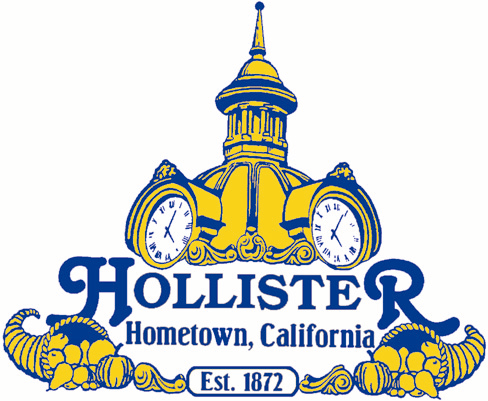 HOLLISTER
Hometown, California
Est. 1872